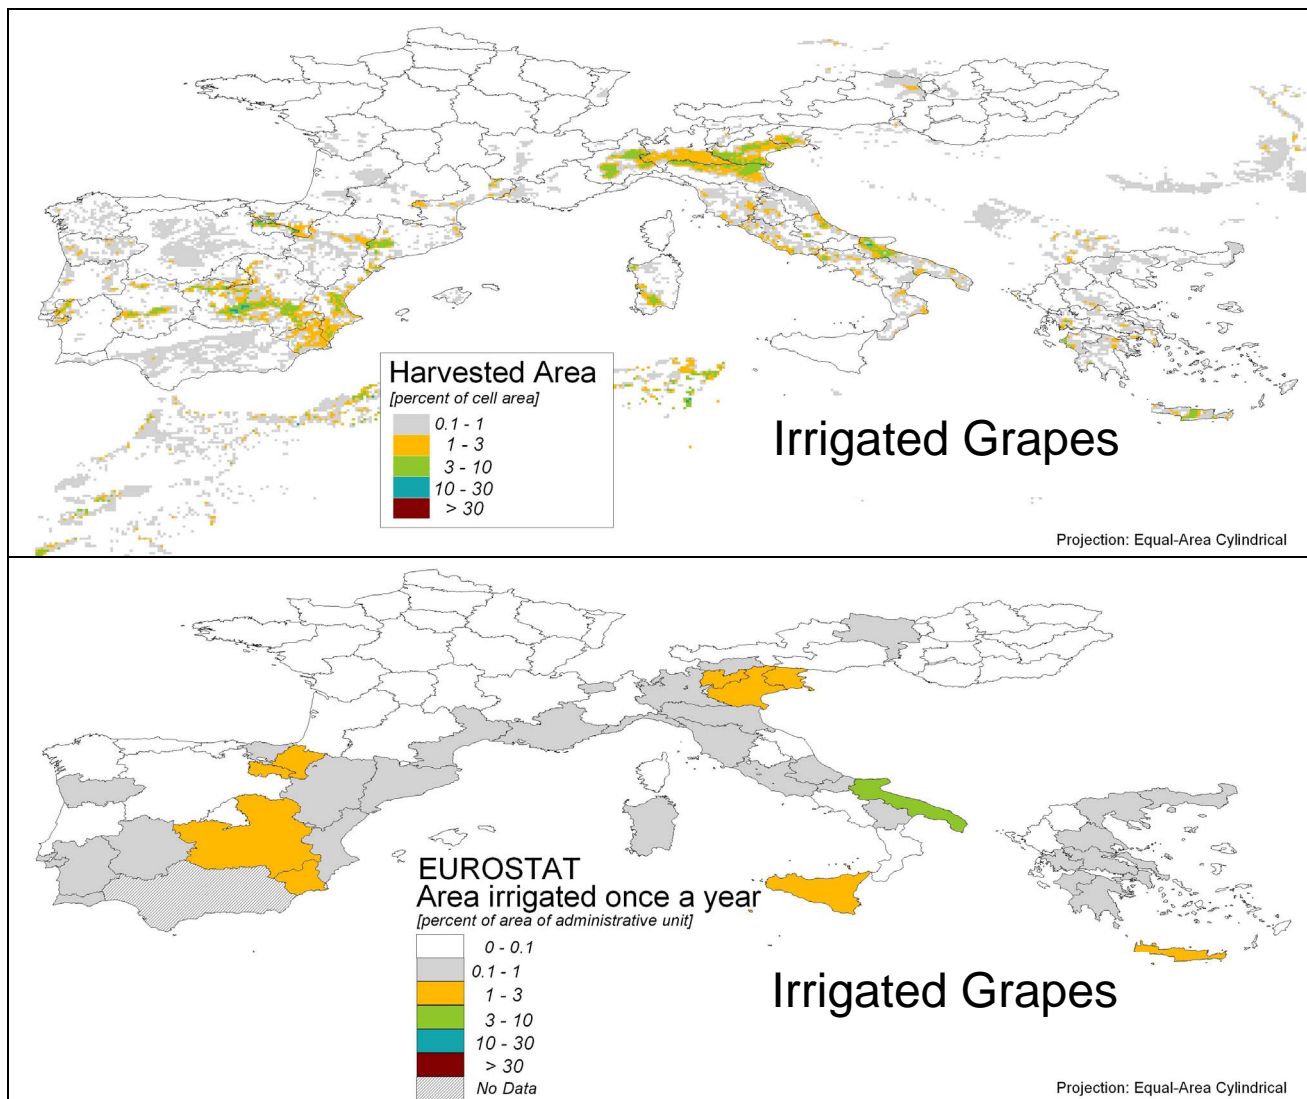 Harvested Area
[percent of cell area]
0.1 - 1
1 - 3
3 - 10
10 - 30
> 30
Irrigated Grapes
Projection: Equal-Area Cylindrical
EUROSTAT
Area irrigated once a year
[percent of area of administrative unit]
0 - 0.1
0.1 - 1
1 - 3
3 - 10
10 - 30
> 30
No Data
Irrigated Grapes
Projection: Equal-Area Cylindrical